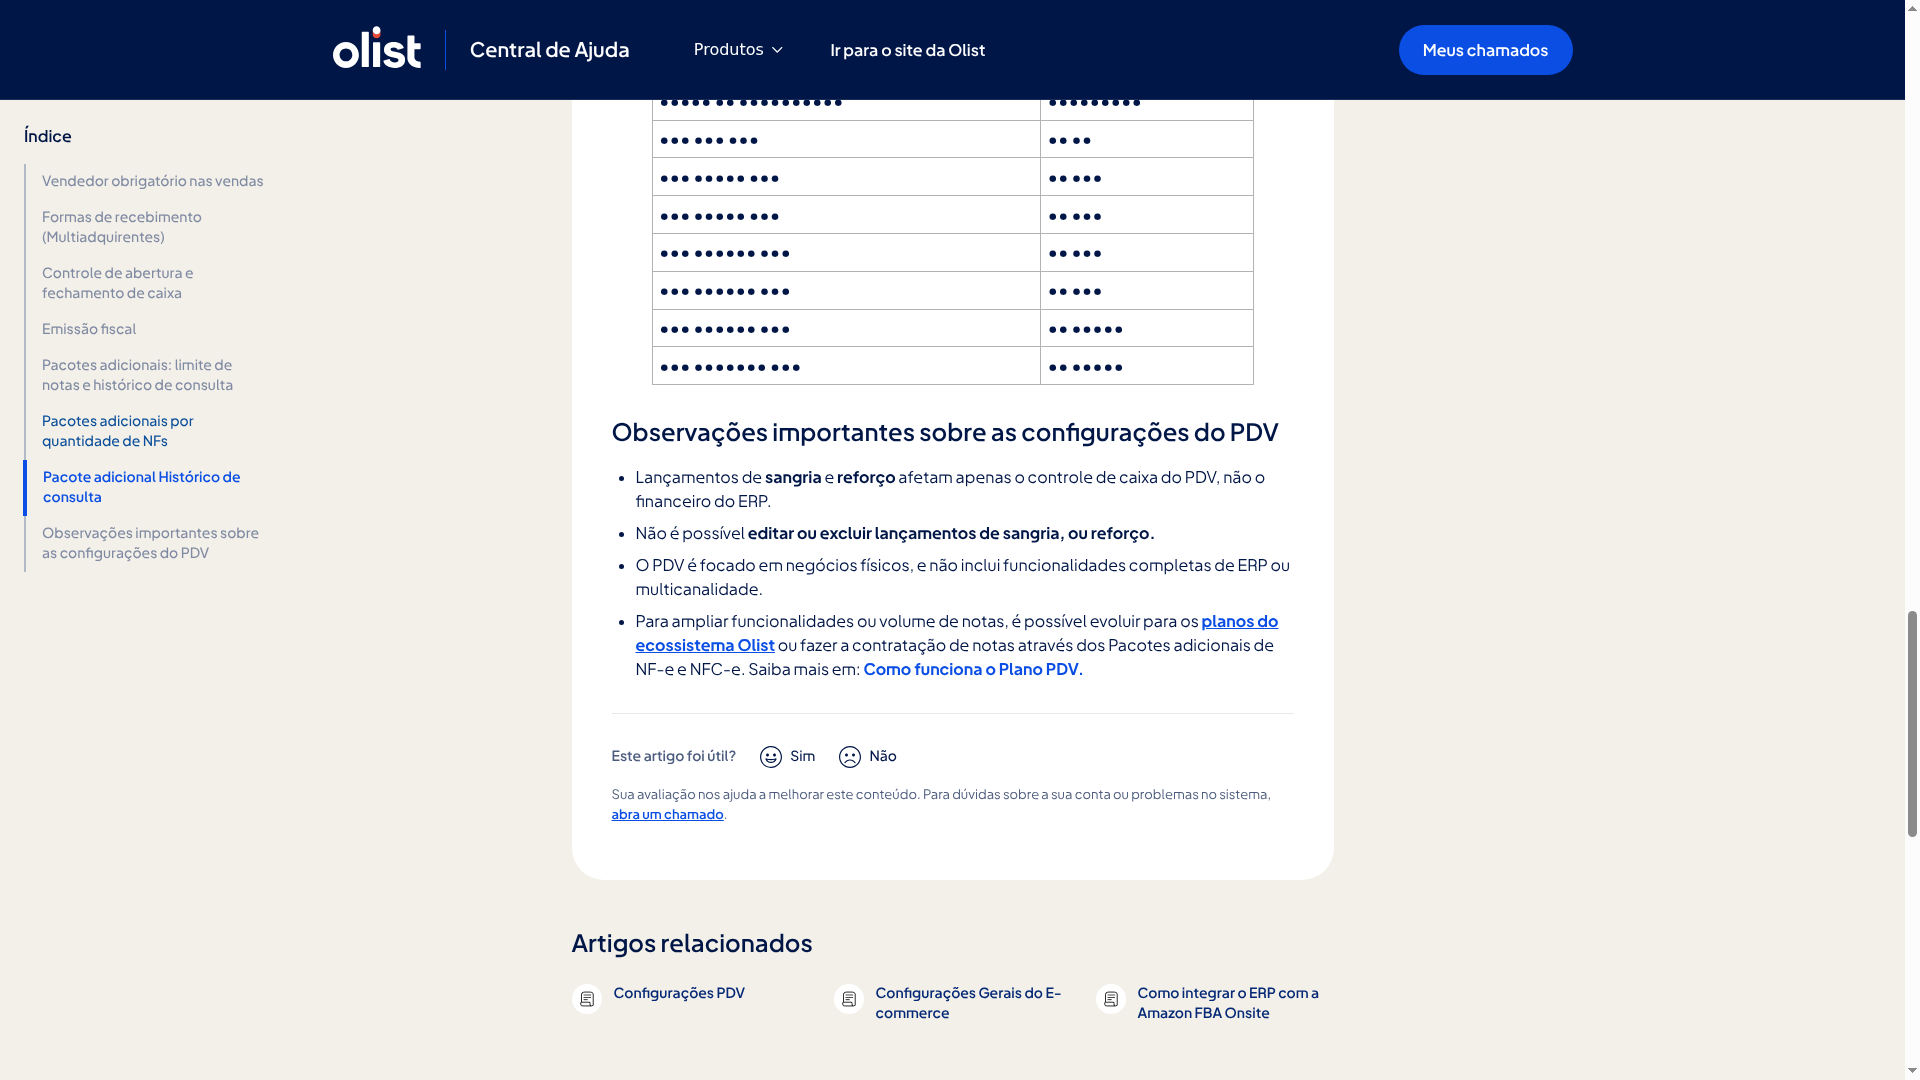 olist
Central de Ajuda
Produtos
Ir para o site da Olist
Meus chamados
Índice
Vendedor obrigatório nas vendas
Formas de recebimento
(Multiadquirentes)
Controle de abertura e
fechamento de caixa
Emissão fiscal
Pacotes adicionais: limite de
notas e histórico de consulta
Pacotes adicionais por
quantidade de NFs
Pacote adicional Histórico de
consulta
Observações importantes sobre
as configurações do PDV
Observações importantes sobre as configurações do PDV
• Lançamentos de sangria e reforço afetam apenas o controle de caixa do PDV, não o
financeiro do ERP.
• Não é possível editar ou excluir lançamentos de sangria, ou reforço.
• O PDV é focado em negócios físicos, e não inclui funcionalidades completas de ERP ou
multicanalidade.
• Para ampliar funcionalidades ou volume de notas, é possível evoluir para os planos do
ecossistema Olist ou fazer a contratação de notas através dos Pacotes adicionais de
NF-e e NFC-e. Saiba mais em: Como funciona o Plano PDV.
Este artigo foi útil?
Sim
Não
Sua avaliação nos ajuda a melhorar este conteúdo. Para dúvidas sobre a sua conta ou problemas no sistema,
abra um chamado.
Artigos relacionados
Configurações PDV
Configurações Gerais do E-
commerce
Como integrar o ERP com a
Amazon FBA Onsite